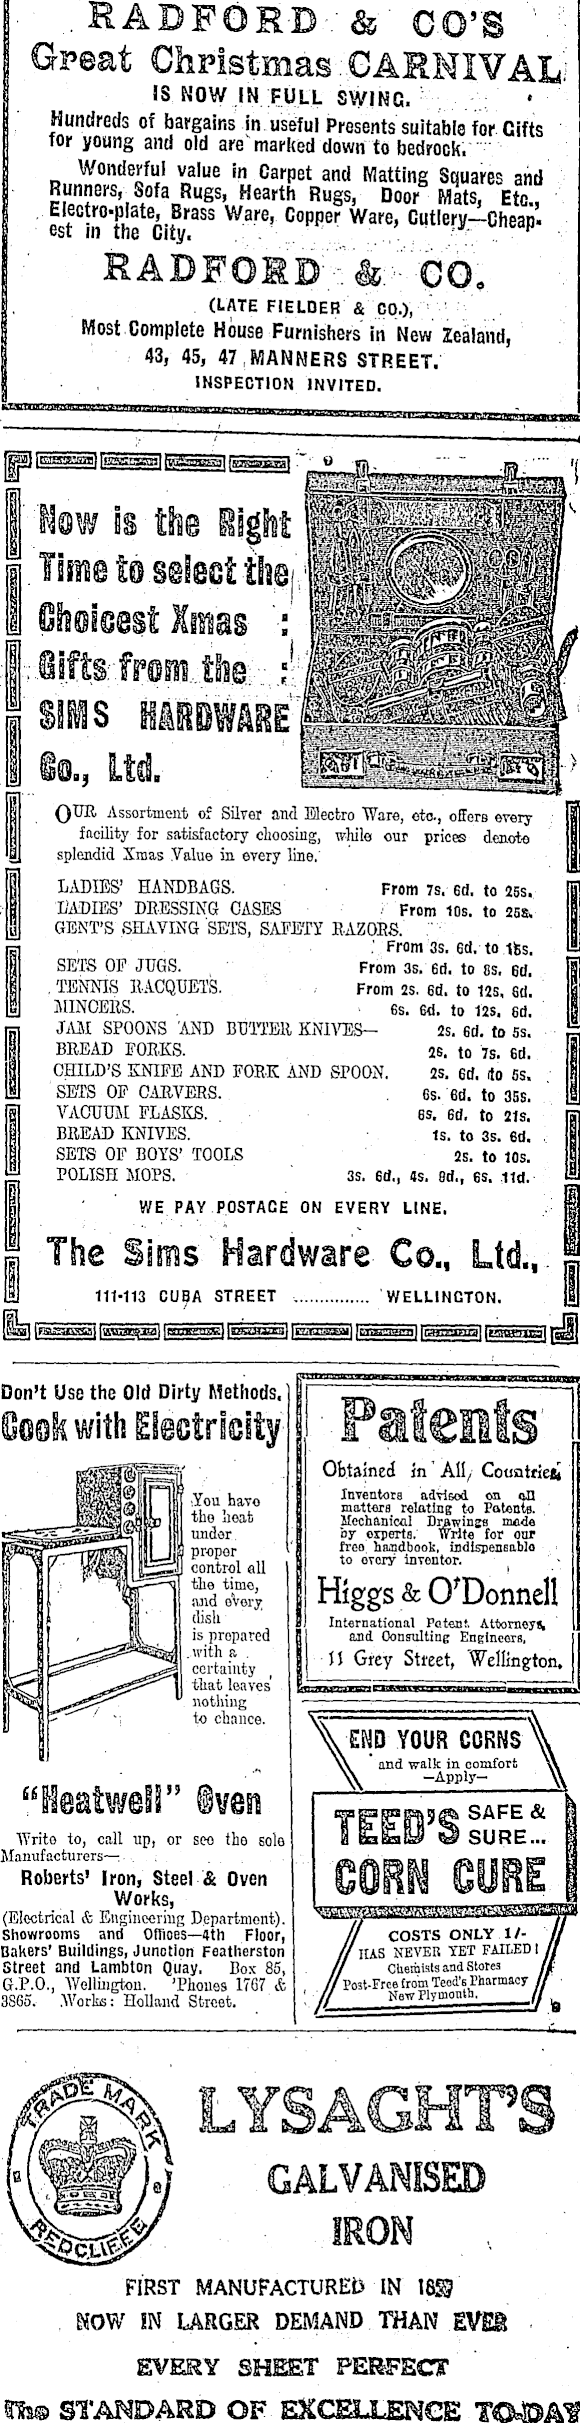 RADFORD & CO'S
Great Christmas CARNIVAL
IS NOW IN FULL SWING.
Hundreds of bargains in useful Presents suitable for Gifts
for young and old are marked down to bedrock.
Wonderful value in Carpet and Matting Squares and
Runners, Sofa Rugs, Hearth Rugs, Door Mats, Etc.,
Electro-plate, Brass Ware, Copper Ware, Cutlery—Cheap-
est in the City.
RADFORD & CO.
(LATE FIELDER & CO.),
Most Complete House Furnishers in New Zealand,
43, 45, 47 MANNERS STREET.
INSPECTION INVITED.
Now is the Right
Time to select the
Choicest Xmas :
Gifts from the :
SIMS HARDWARE
Co., Ltd.
OUR Assortment of Silver and Electro Ware, etc., offers every
facility for satisfactory choosing, while our prices denote
splendid Xmas Value in every line.
LADIES' HANDBAGS. From 7s. 6d. to 25s.
LADIES' DRESSING CASES From 10s. to 25s.
GENT'S SHAVING SETS, SAFETY RAZORS.
From 3s. 6d. to 15s.
SETS OF JUGS. From 3s. 6d. to 8s. 6d.
TENNIS RACQUETS. From 2s. 6d. to 12s. 6d.
MINCERS. 6s. 6d. to 12s. 6d.
JAM SPOONS AND BUTTER KNIVES— 2s. 6d. to 5s.
BREAD FORKS. 2s. to 7s. 6d.
CHILD'S KNIFE AND FORK AND SPOON. 2s. 6d. to 5s.
SETS OF CARVERS. 6s. 6d. to 35s.
VACUUM FLASKS. 6s. 6d. to 21s.
BREAD KNIVES. 1s. to 3s. 6d.
SETS OF BOYS' TOOLS 2s. to 10s.
POLISH MOPS. 3s. 6d., 4s. 9d., 6s. 11d.
WE PAY POSTAGE ON EVERY LINE.
The Sims Hardware Co., Ltd.,
111-113 CUBA STREET .............. WELLINGTON.
Don't Use the Old Dirty Methods.
Cook with Electricity
You have
the heat
under
proper
control all
the time,
and every
dish
is prepared
with a
certainty
that leaves
nothing
to chance.
"Heatwell" Oven
Write to, call up, or see the sole
Manufacturers—
Roberts' Iron, Steel & Oven
Works,
(Electrical & Engineering Department).
Showrooms and Offices—4th Floor,
Bakers' Buildings, Junction Featherston
Street and Lambton Quay. Box 85,
G.P.O., Wellington. 'Phones 1767 &
3865. Works: Holland Street.
Patents
Obtained in All Countries
Inventors advised on all
matters relating to Patents.
Mechanical Drawings made
by experts. Write for our
free handbook, indispensable
to every inventor.
Higgs & O'Donnell
International Patent Attorneys,
and Consulting Engineers,
11 Grey Street, Wellington.
END YOUR CORNS
and walk in comfort
—Apply—
TEED'S SAFE &
SURE...
CORN CURE
COSTS ONLY 1/-
HAS NEVER YET FAILED!
Chemists and Stores
Post-Free from Teed's Pharmacy
New Plymouth.
TRADE MARK
REDCLIFFE
LYSAGHT'S
GALVANISED
IRON
FIRST MANUFACTURED IN
NOW IN LARGER DEMAND THAN EVER
EVERY SHEET PERFECT
The STANDARD OF EXCELLENCE TO-DAY